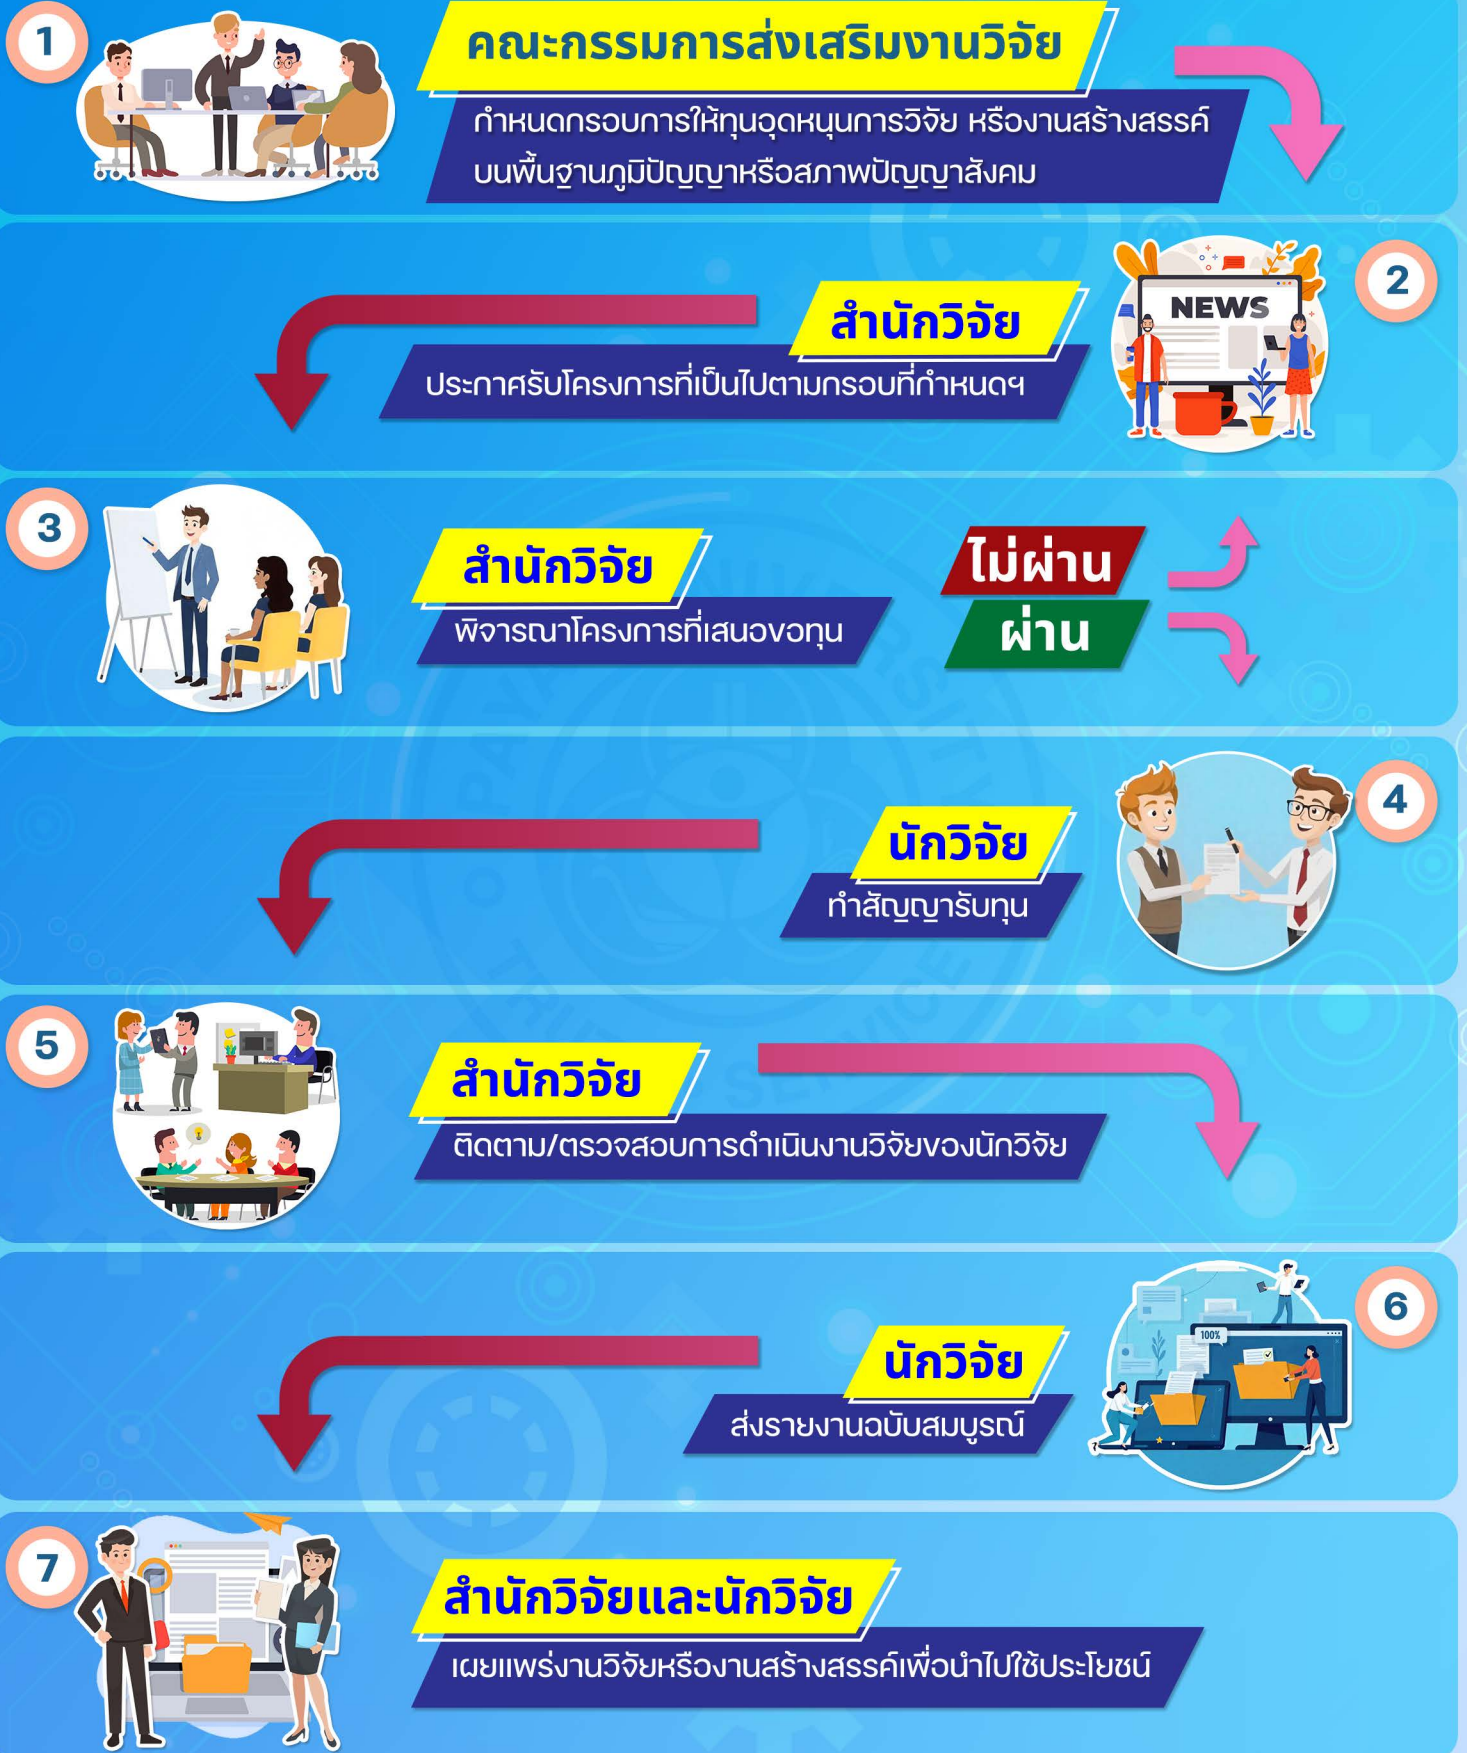 1
คณะกรรมการส่งเสริมงานวิจัย
กำหนดกรอบการให้ทุนอุดหนุนการวิจัย หรืองานสร้างสรรค์
บนพื้นฐานภูมิปัญญาหรือสภาพปัญญาสังคม
2
NEWS
สำนักวิจัย
ประกาศรับโครงการที่เป็นไปตามกรอบที่กำหนดฯ
3
สำนักวิจัย
พิจารณาโครงการที่เสนอขอทุน
ไม่ผ่าน
ผ่าน
4
นักวิจัย
ทำสัญญารับทุน
5
สำนักวิจัย
ติดตาม/ตรวจสอบการดำเนินงานวิจัยของนักวิจัย
6
100%
นักวิจัย
ส่งรายงานฉบับสมบูรณ์
7
สำนักวิจัยและนักวิจัย
เผยแพร่งานวิจัยหรืองานสร้างสรรค์เพื่อนำไปใช้ประโยชน์